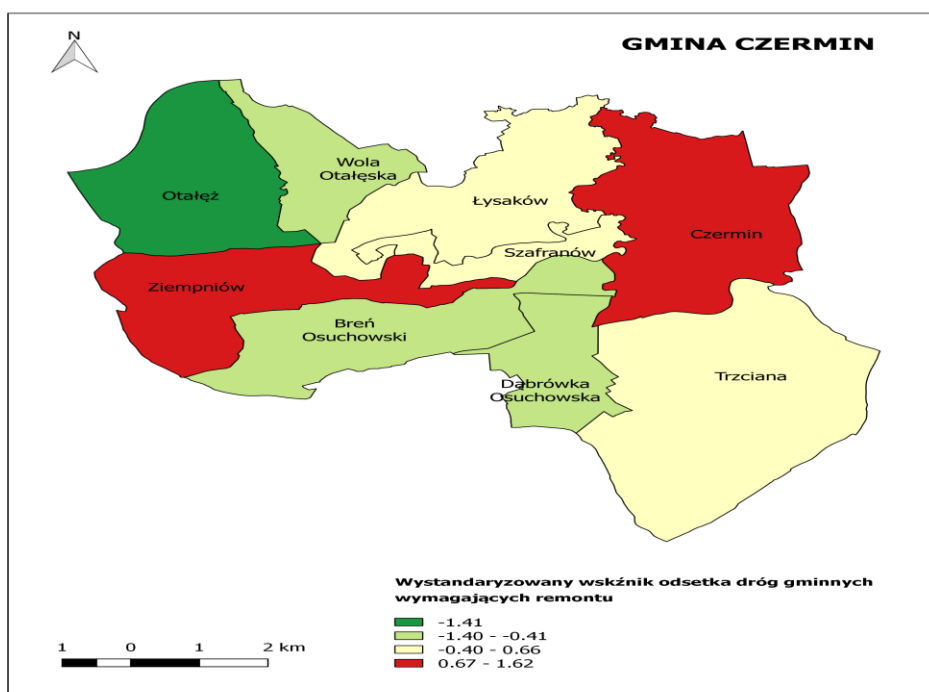 N
GMINA CZERMIN
Wola
Otałęska
Otałęż
Łysaków
Czermin
Szafranów
Ziempniów
Breń
Osuchowski
Trzciana
Dąbrówka
Osuchowska
Wystandaryzowany wskźnik odsetka dróg gminnych
wymagających remontu
-1.41
-1.40 - -0.41
-0.40 - 0.66
0.67 - 1.62
1 0 1 2 km